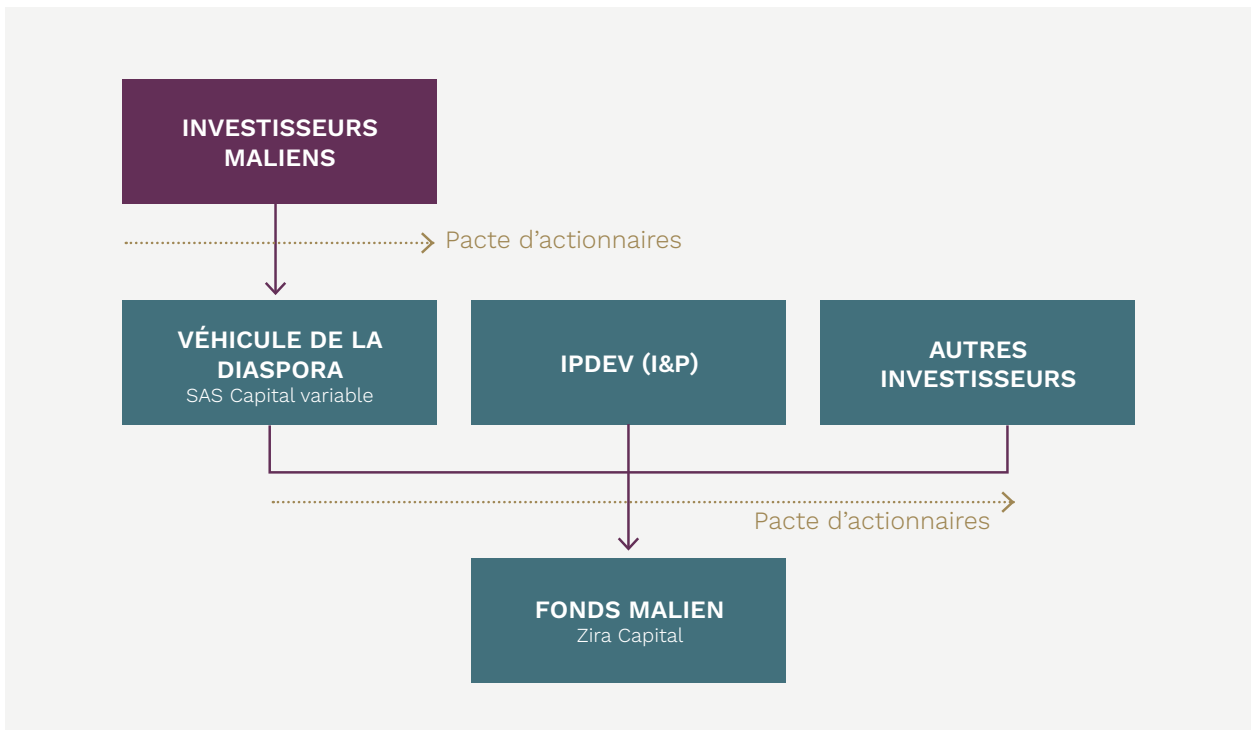 INVESTISSEURS
MALIENS
Pacte d’actionnaires
VÉHICULE DE LA
DIASPORA
SAS Capital variable
IPDEV (I&P)
AUTRES
INVESTISSEURS
Pacte d’actionnaires
FONDS MALIEN
Zira Capital